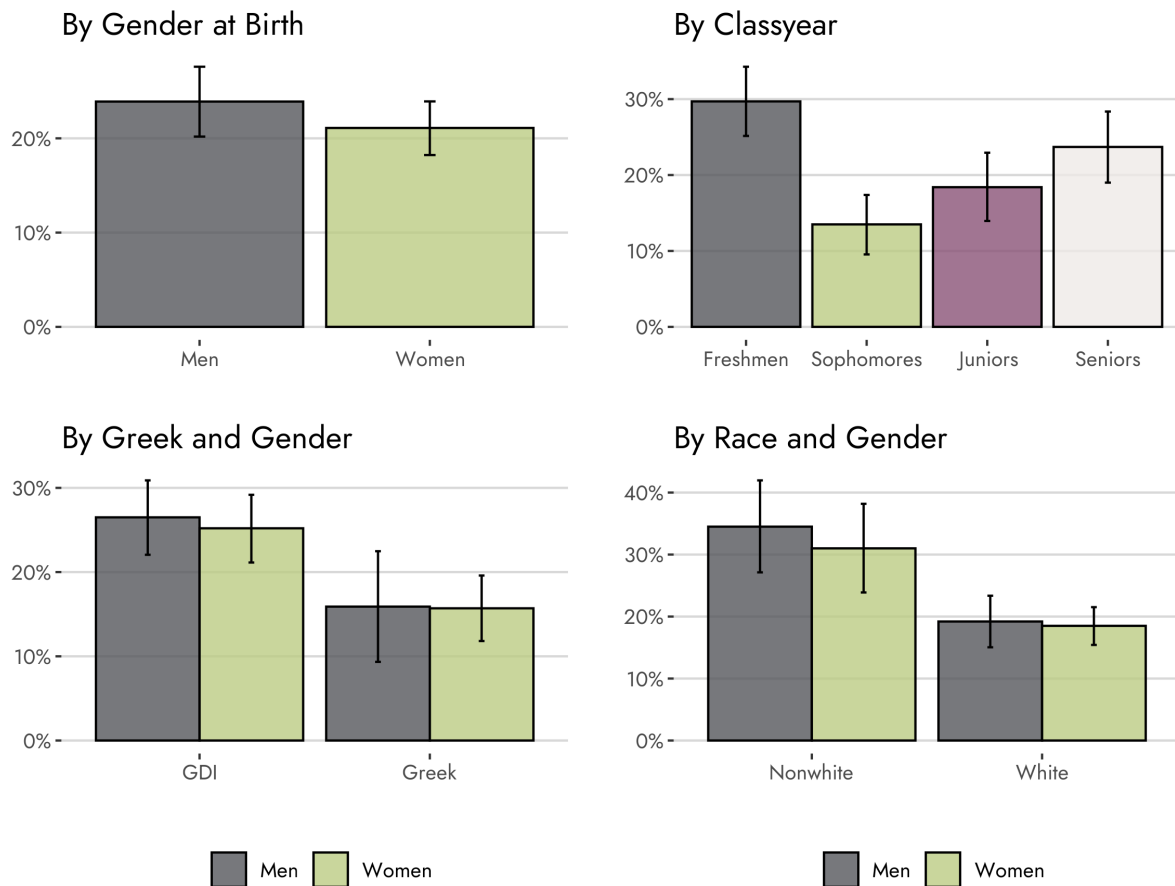 By Gender at Birth
20%
10%
0%
Men Women
By Classyear
30%
20%
10%
0%
Freshmen Sophomores Juniors Seniors
By Greek and Gender
30%
20%
10%
0%
GDI Greek
Men Women
By Race and Gender
40%
30%
20%
10%
0%
Nonwhite White
Men Women